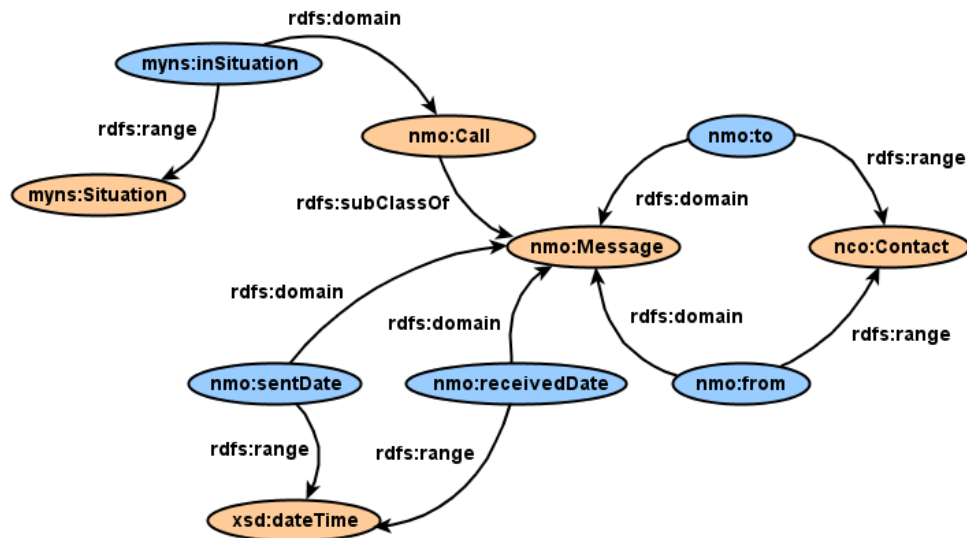 rdfs:domain
myns:inSituation
rdfs:range
nmo:Call
nmo:to
rdfs:range
myns:Situation
rdfs:subClassOf
rdfs:domain
nmo:Message
nco:Contact
rdfs:domain
rdfs:domain
rdfs:domain
rdfs:range
nmo:sentDate
nmo:receivedDate
nmo:from
rdfs:range
rdfs:range
xsd:dateTime